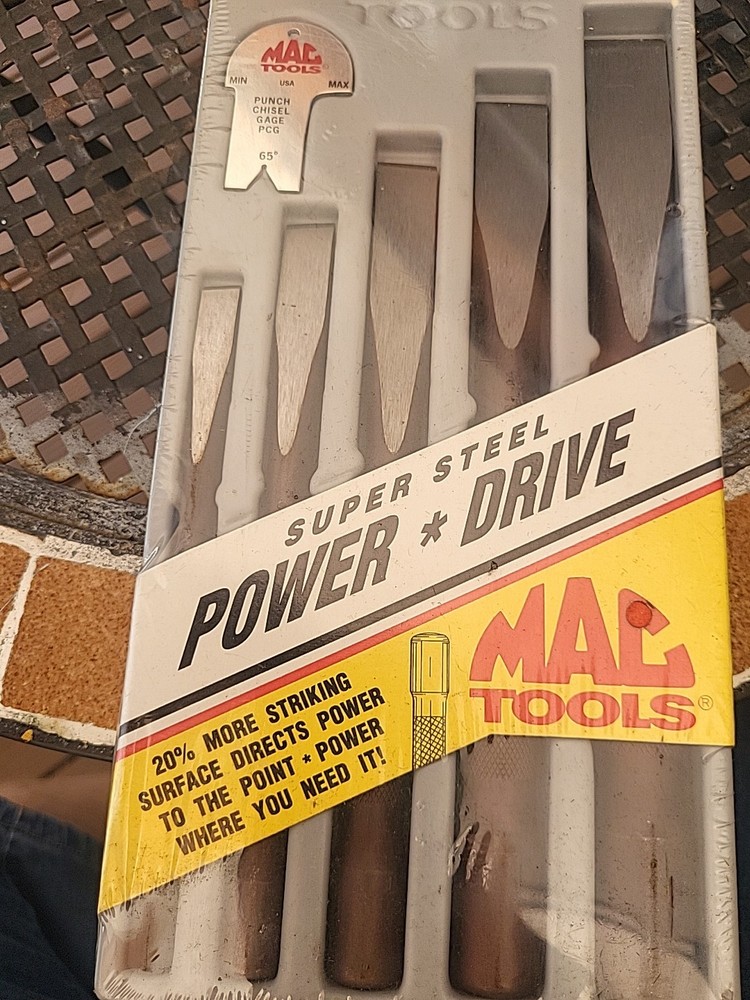 TOOLS
MAC
TOOLS®
MIN USA MAX
PUNCH
CHISEL
GAGE
PCG
65°
SUPER STEEL
POWER * DRIVE
MAC
TOOLS®
20% MORE STRIKING
SURFACE DIRECTS POWER
TO THE POINT * POWER
WHERE YOU NEED IT!